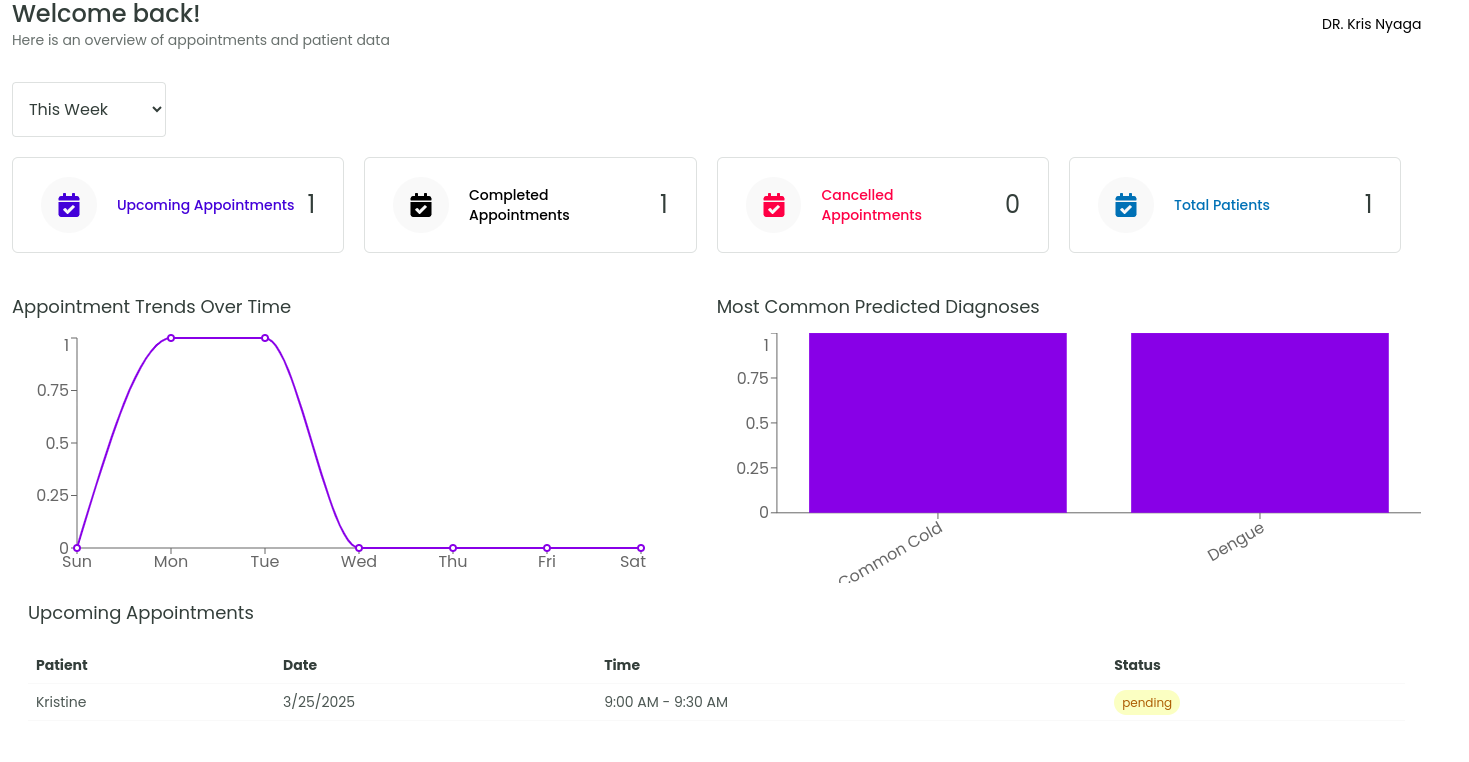 Welcome back!
Here is an overview of appointments and patient data
DR. Kris Nyaga
This Week
Upcoming Appointments 1
Completed
Appointments
1
Cancelled
Appointments
0
Total Patients 1
Appointment Trends Over Time
1
0.75
0.5
0.25
0
Sun Mon Tue Wed Thu Fri Sat
Most Common Predicted Diagnoses
1
0.75
0.5
0.25
0
Common Cold
Dengue
Upcoming Appointments
Patient Date Time Status
Kristine 3/25/2025 9:00 AM - 9:30 AM pending